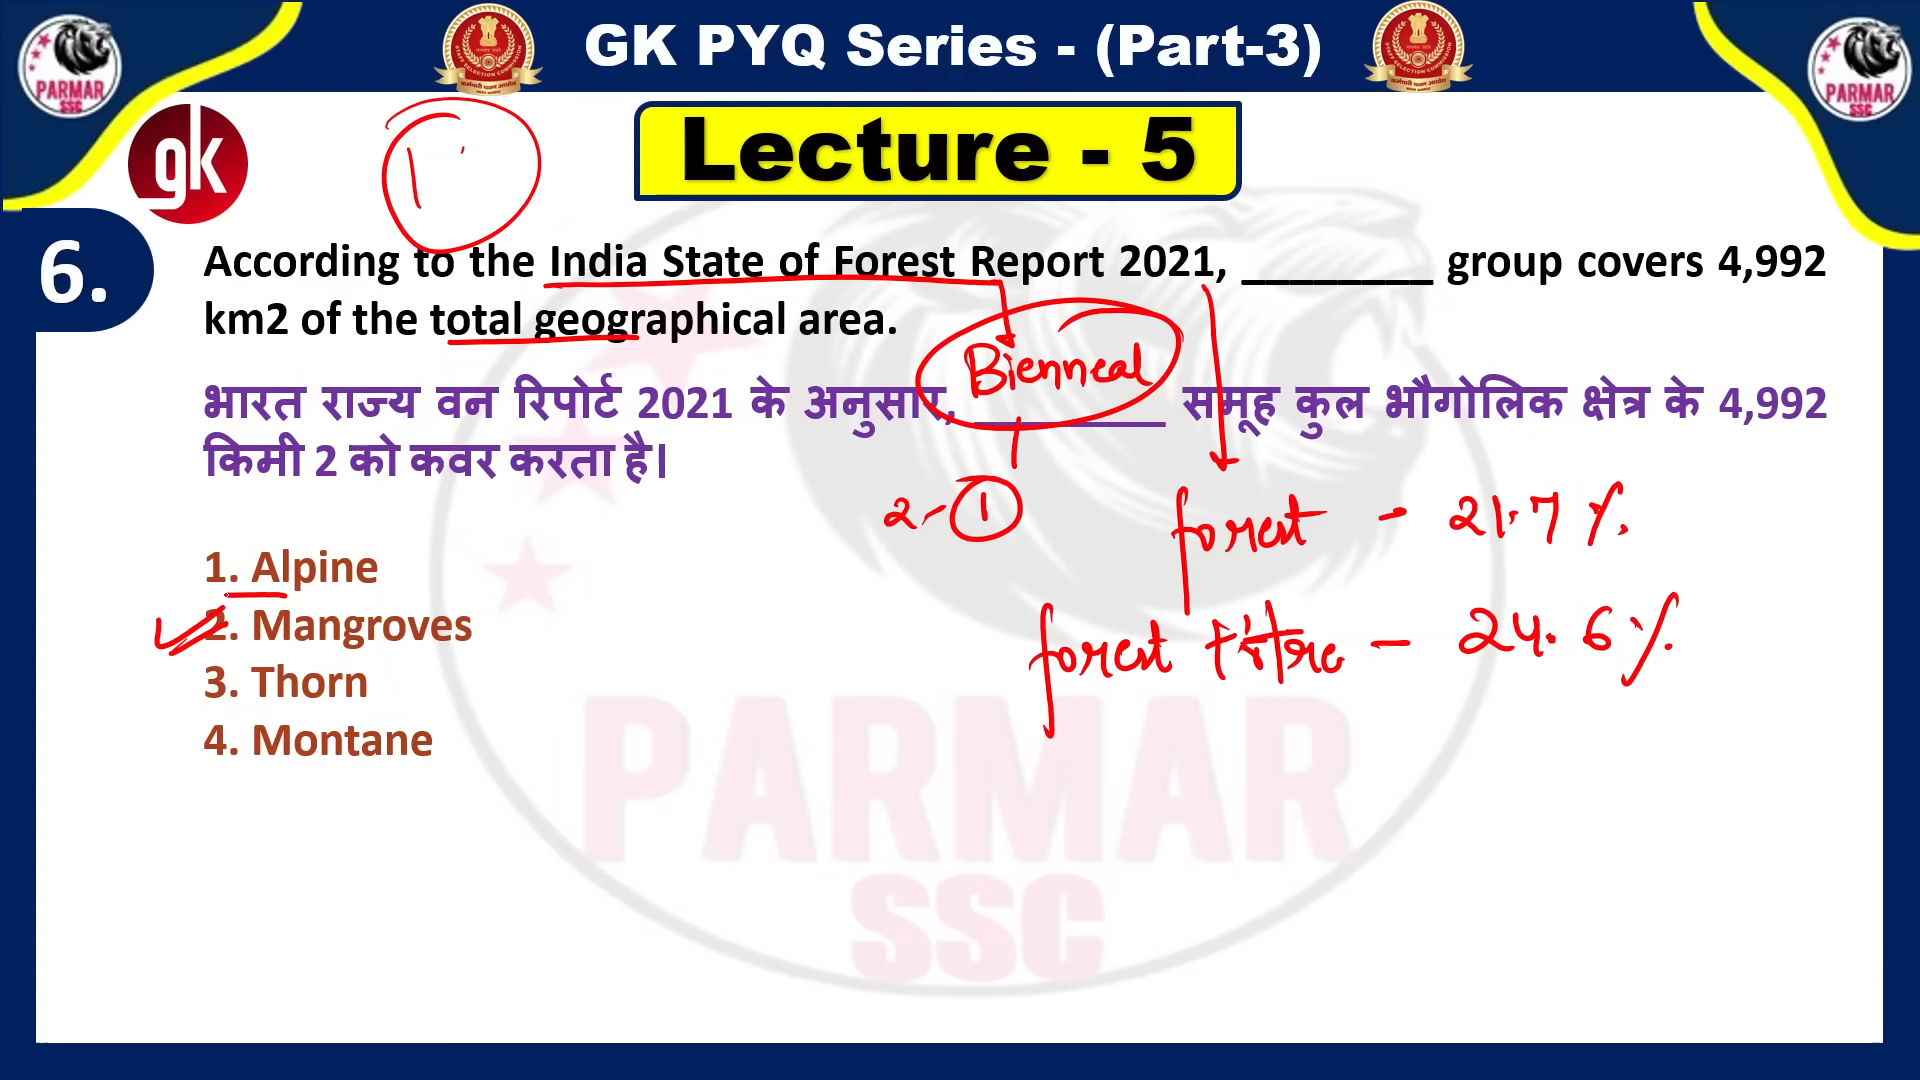 GK PYQ Series - (Part-3)
PARMAR
SSC
PARMAR
SSC
gk
Lecture - 5
6.
According to the India State of Forest Report 2021, ________ group covers 4,992
km2 of the total geographical area.
Bienneal
भारत राज्य वन रिपोर्ट 2021 के अनुसार, ________ समूह कुल भौगोलिक क्षेत्र के 4,992
किमी 2 को कवर करता है।
2 - 1
forest - 21.7 %
1. Alpine
2. Mangroves
forest + - 24.6 %
3. Thorn
4. Montane
PARMAR
SSC